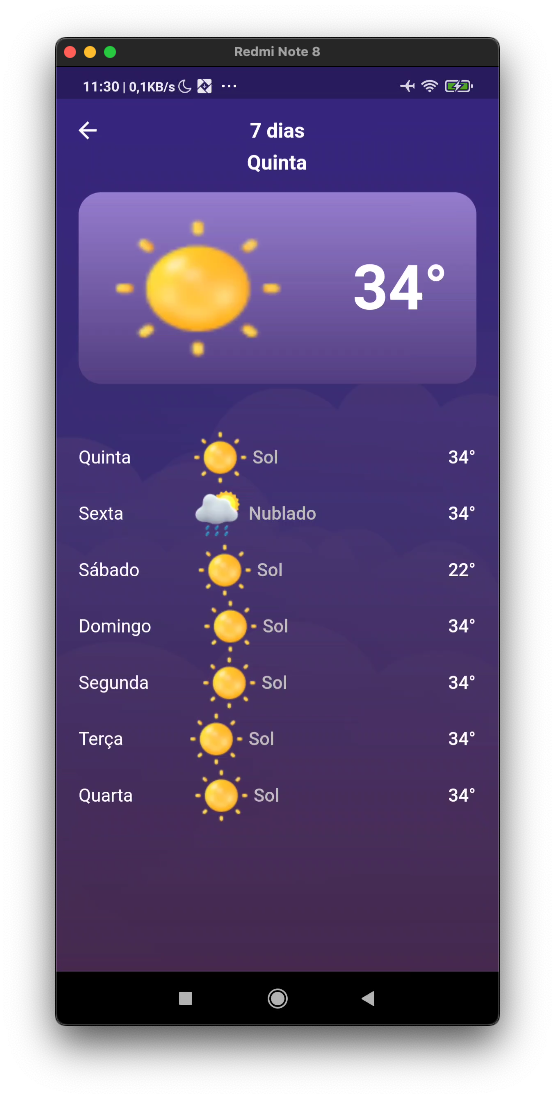 Redmi Note 8
11:30 | 0,1KB/s ...
7 dias
Quinta
34°
Quinta Sol 34°
Sexta Nublado 34°
Sábado Sol 22°
Domingo Sol 34°
Segunda Sol 34°
Terça Sol 34°
Quarta Sol 34°